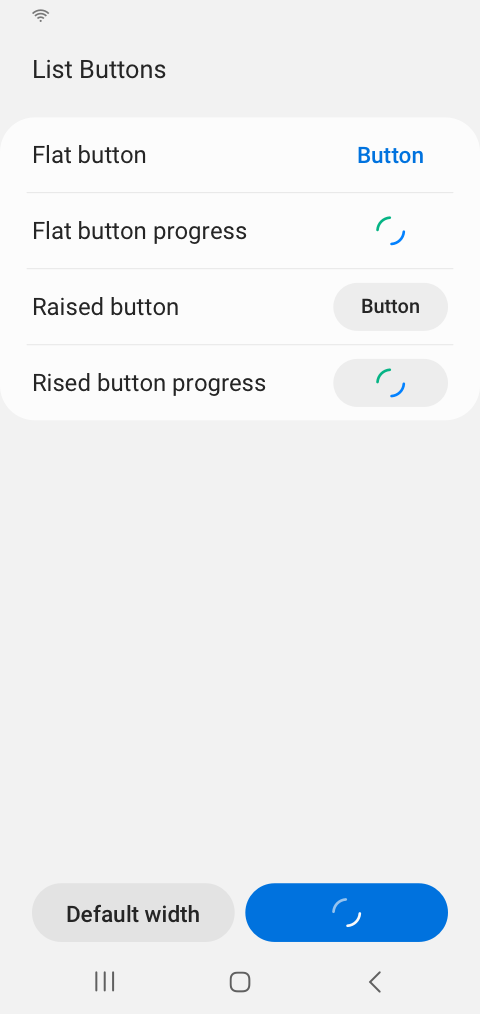 List Buttons
Flat button
Button
Flat button progress
Raised button
Button
Rised button progress
Default width